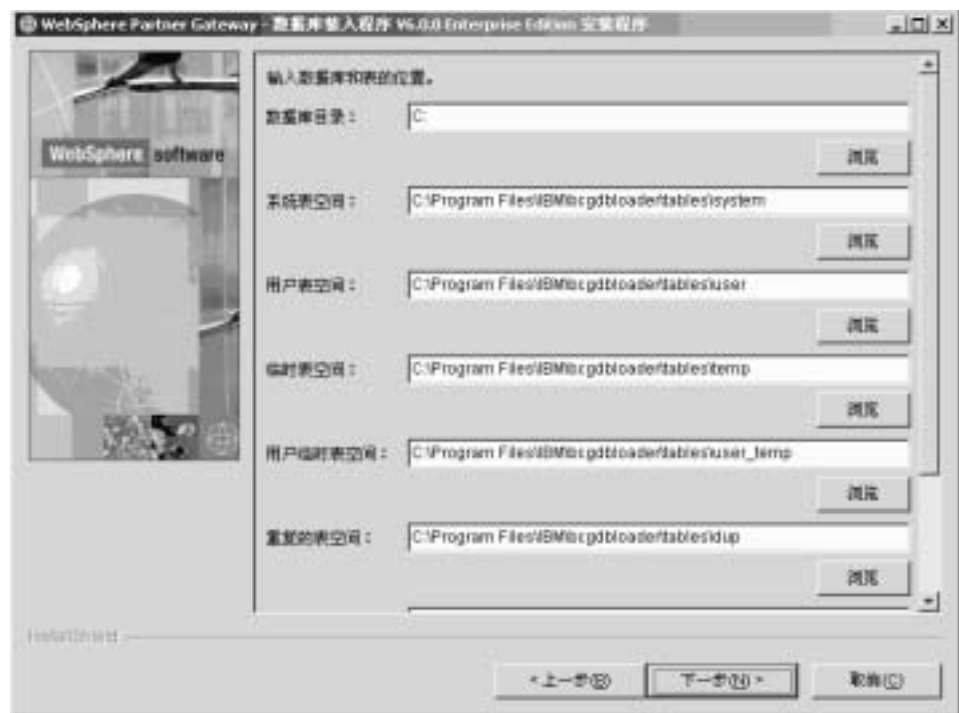 WebSphere Partner Gateway - 数据库装入程序 V6.0.0 Enterprise Edition 安装程序
WebSphere software
输入数据库和表的位置。
数据库目录：
C:
浏览
系统表空间：
C:\Program Files\IBM\bcgdbloader\tables\system
浏览
用户表空间：
C:\Program Files\IBM\bcgdbloader\tables\user
浏览
临时表空间：
C:\Program Files\IBM\bcgdbloader\tables\temp
浏览
用户临时表空间：
C:\Program Files\IBM\bcgdbloader\tables\user_temp
浏览
重复的表空间：
C:\Program Files\IBM\bcgdbloader\tables\dup
浏览
InstallShield
<上一步(B)
下一步(N)>
取消(C)